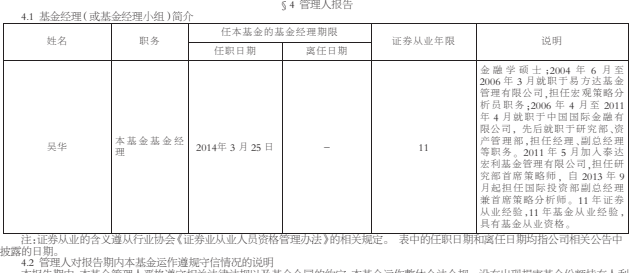 §4 管理人报告
4.1 基金经理(或基金经理小组)简介
姓名
职务
任本基金的基金经理期限
任职日期
离任日期
证券从业年限
说明
吴华
本基金基金经
理
2014年 3 月 25 日
–
11
金融学硕士;2004 年 6 月至
2006 年 3 月就职于易方达基金
管理有限公司,担任宏观策略分
析员职务;2006 年 4 月至 2011
年 4 月就职于中国国际金融有
限公司,先后就职于研究部、资
产管理部,担任经理、副总经理
等职务。2011 年 5 月加入泰达
宏利基金管理有限公司,担任研
究部首席策略师,自 2013 年 9
月起担任国际投资部副总经理
兼首席策略分析师。11 年证券
从业经验,11 年基金从业经验,
具有基金从业资格。
注:证券从业的含义遵从行业协会《证券业从业人员资格管理办法》的相关规定。 表中的任职日期和离任日期均指公司相关公告中
披露的日期。
4.2 管理人对报告期内本基金运作遵规守信情况的说明